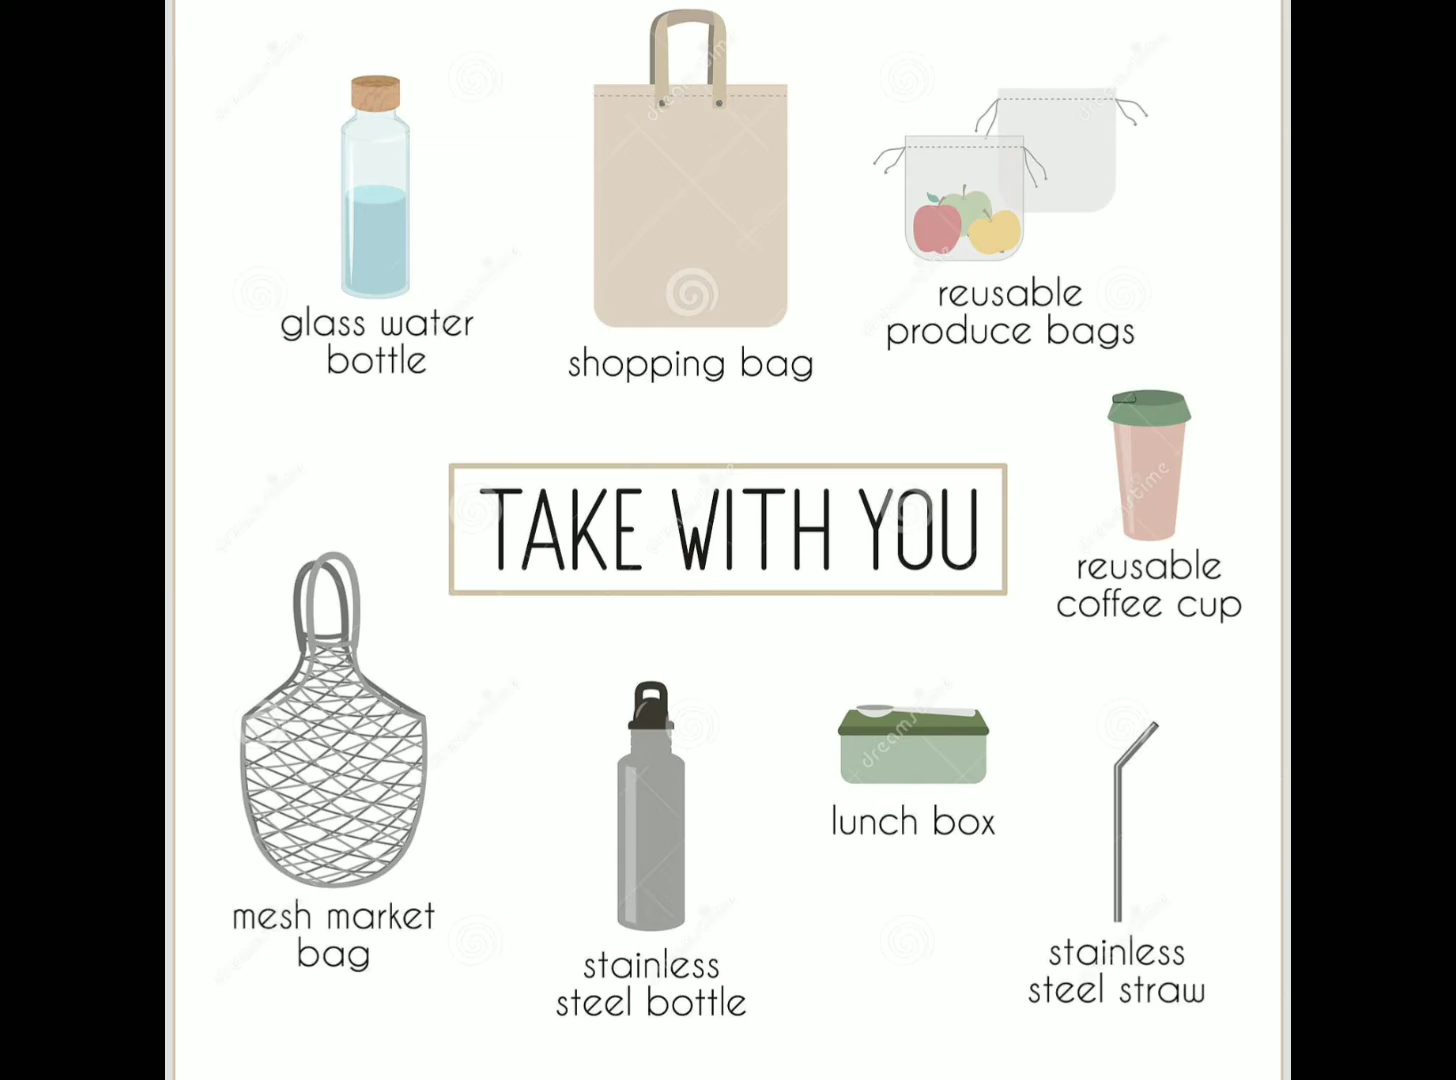 glass water
bottle
shopping bag
reusable
produce bags
reusable
coffee cup
TAKE WITH YOU
mesh market
bag
stainless
steel bottle
lunch box
stainless
steel straw
dreamstime